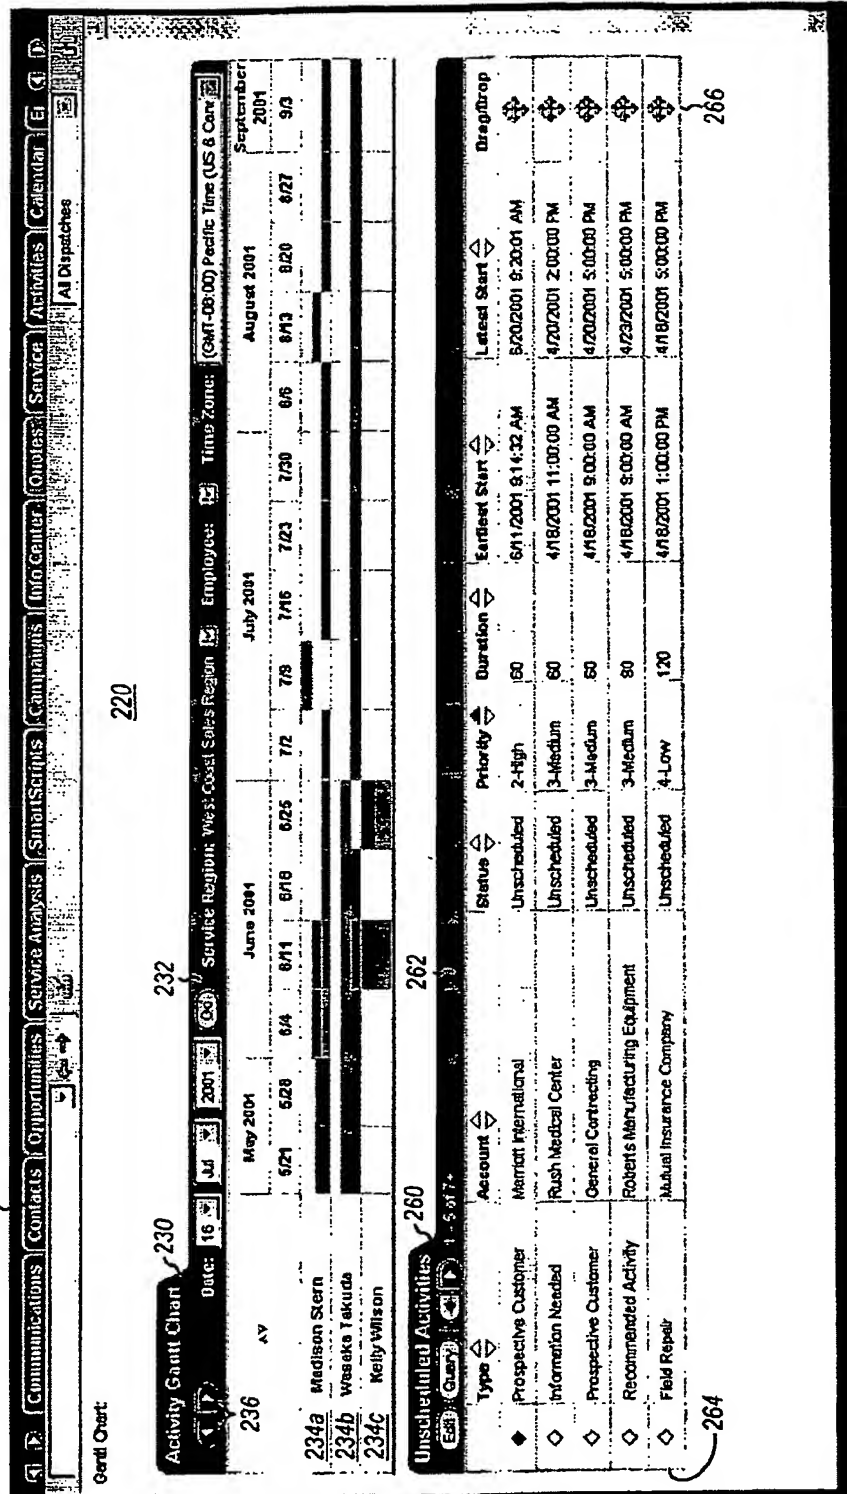 Communications Contacts Opportunities Service Analysis SmartScripts Campaigns Info Center Quotes Service Activities Calendar
All Dispatches
Gantt Chart:
220
230
232
Activity Gantt Chart
Date: 16 Jul 2001 Go! Service Region: West Coast Sales Region Employee: Time Zone: (GMT-08:00) Pacific Time (US & Cana
236
May 2001 June 2001 July 2001 August 2001 September 2001
5/21 5/28 6/4 6/11 6/18 6/25 7/2 7/9 7/16 7/23 7/30 8/6 8/13 8/20 8/27 9/3
234a Madison Stern
234b Wasaka Takuda
234c Kelly Wilson
260
262
Unscheduled Activities
Edit Query 1 - 5 of 7+
Type Account Status Priority Duration Earliest Start Latest Start Drag/Drop
Prospective Customer Marriott International Unscheduled 2-High 60 6/11/2001 9:14:32 AM 6/20/2001 9:20:01 AM
Information Needed Rush Medical Center Unscheduled 3-Medium 60 4/18/2001 11:00:00 AM 4/20/2001 2:00:00 PM
Prospective Customer General Contracting Unscheduled 3-Medium 60 4/18/2001 9:00:00 AM 4/20/2001 5:00:00 PM
Recommended Activity Roberts Manufacturing Equipment Unscheduled 3-Medium 4/18/2001 9:00:00 AM 4/23/2001 5:00:00 PM
Field Repair Mutual Insurance Company Unscheduled 4-Low 120 4/18/2001 1:00:00 PM 4/18/2001 5:00:00 PM
264
266